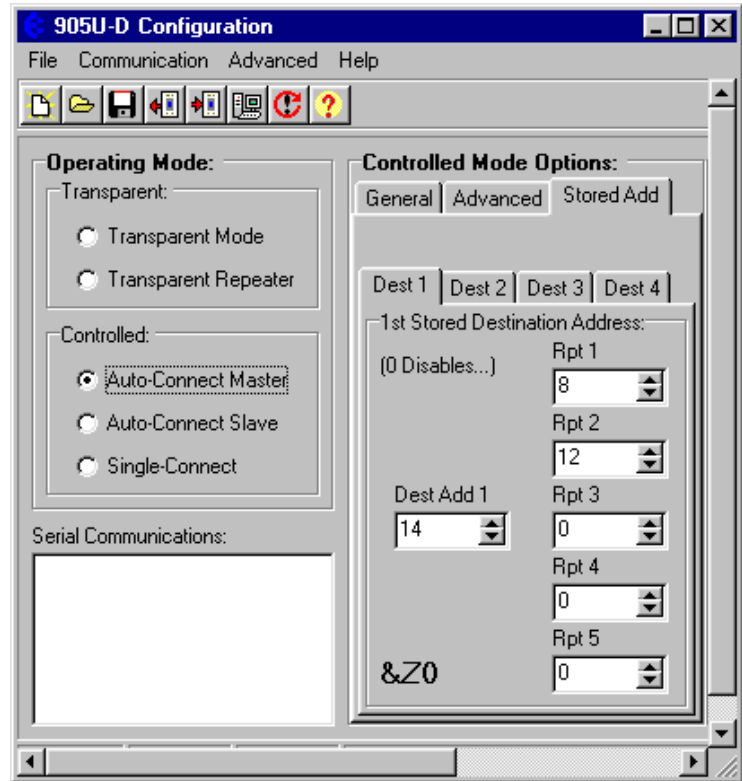 905U-D Configuration
File Communication Advanced Help
Operating Mode:
Transparent:
Transparent Mode
Transparent Repeater
Controlled:
Auto-Connect Master
Auto-Connect Slave
Single-Connect
Serial Communications:
Controlled Mode Options:
General Advanced Stored Add
Dest 1 Dest 2 Dest 3 Dest 4
1st Stored Destination Address:
(0 Disables...)
Rpt 1
8
Rpt 2
12
Dest Add 1
14
Rpt 3
0
Rpt 4
0
Rpt 5
0
&Z0